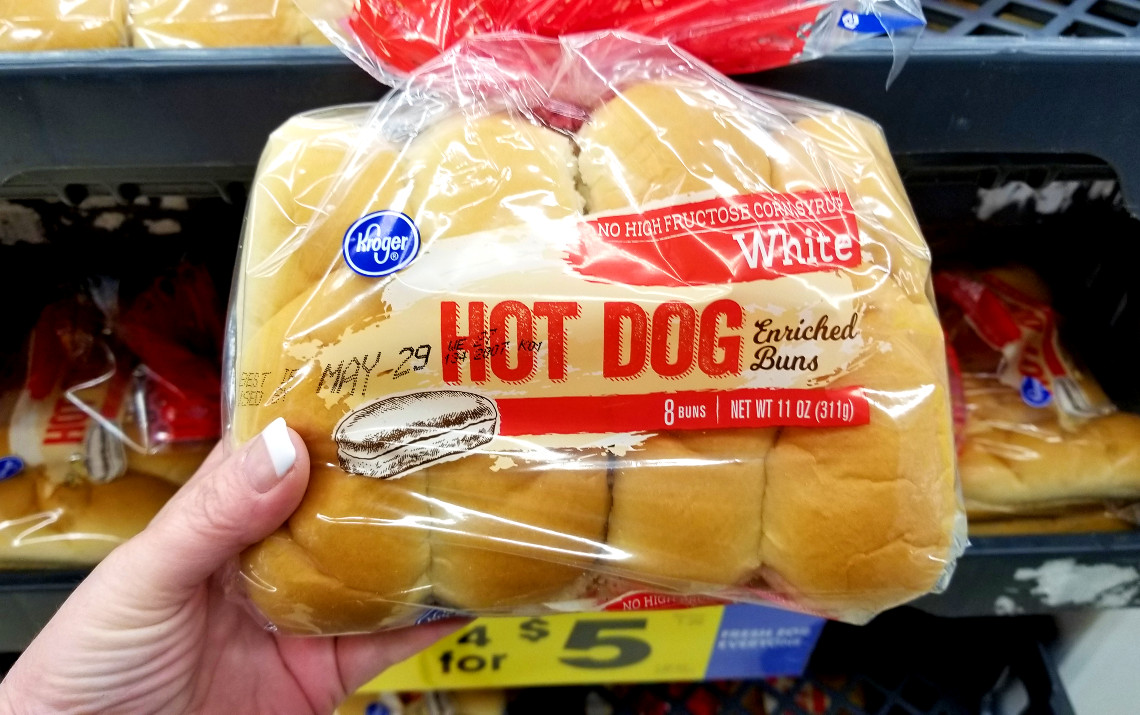 Kroger®
NO HIGH FRUCTOSE CORN SYRUP
White
HOT DOG
Enriched
Buns
BEST IF
USED BY
MAY-29
8 BUNS | NET WT 11 OZ (311g)
NO HIGH
4 for $5
FRESH FOR
EVERYONE
HOT